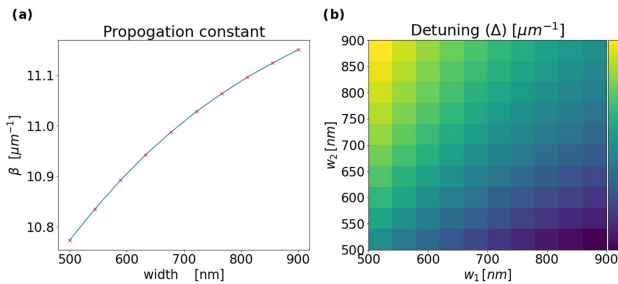 (a)
Propogation constant
β [μm⁻¹]
11.1
11.0
10.9
10.8
500
600
700
800
900
width [nm]
(b)
Detuning (Δ) [μm⁻¹]
w₂ [nm]
900
850
800
750
700
650
600
550
500
500
600
700
800
900
w₁ [nm]